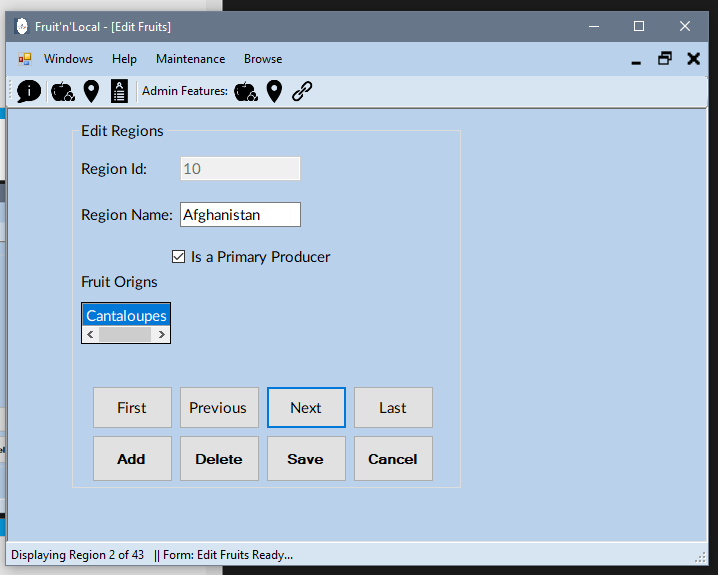 Fruit'n'Local - [Edit Fruits]
Windows Help Maintenance Browse
Admin Features:
Edit Regions
Region Id: 10
Region Name: Afghanistan
Is a Primary Producer
Fruit Origns
Cantaloupes
First Previous Next Last
Add Delete Save Cancel
Displaying Region 2 of 43 || Form: Edit Fruits Ready...